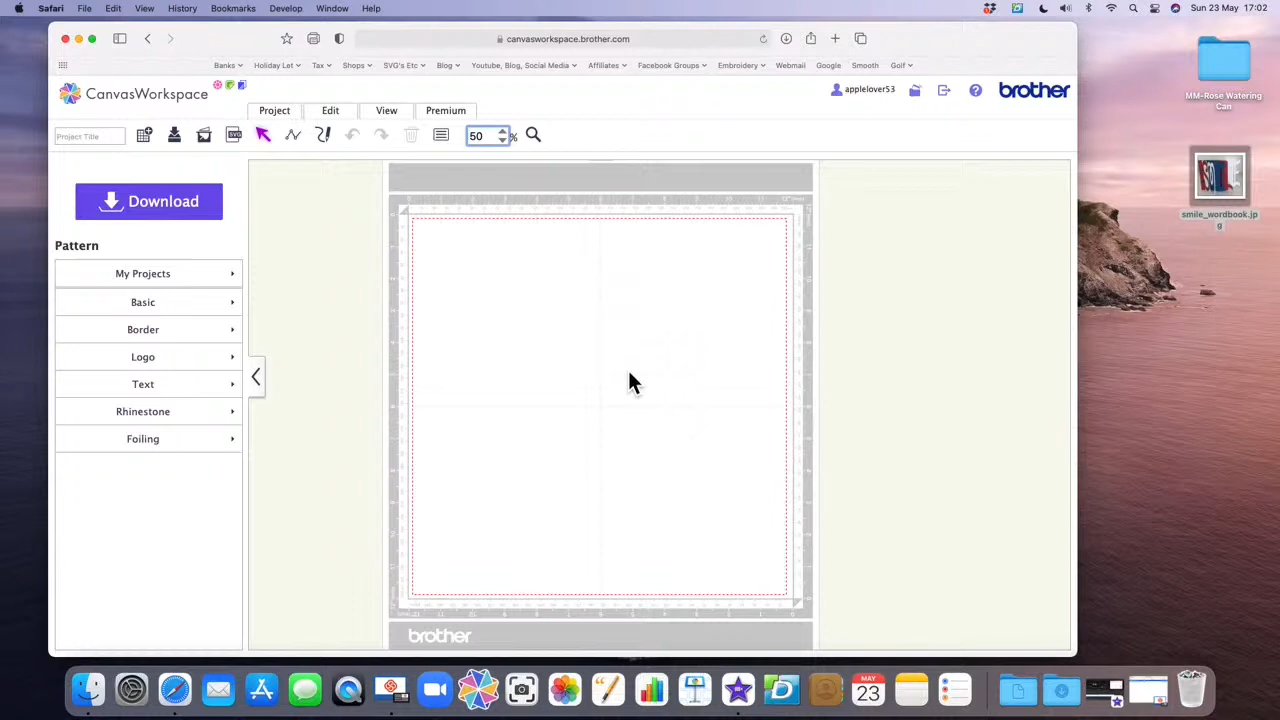 Safari File Edit View History Bookmarks Develop Window Help Sun 23 May 17:02
canvasworkspace.brother.com
Banks Holiday Let Tax Shops SVG's Etc Blog Youtube, Blog, Social Media Affiliates Facebook Groups Embroidery Webmail Google Smooth Golf
CanvasWorkspace
applelover53
brother
Project Edit View Premium
Project Title
SVG
50 %
Download
Pattern
My Projects
Basic
Border
Logo
Text
Rhinestone
Foiling
brother
MM-Rose Watering
Can
smile_wordbook.jp
g
MAY
23